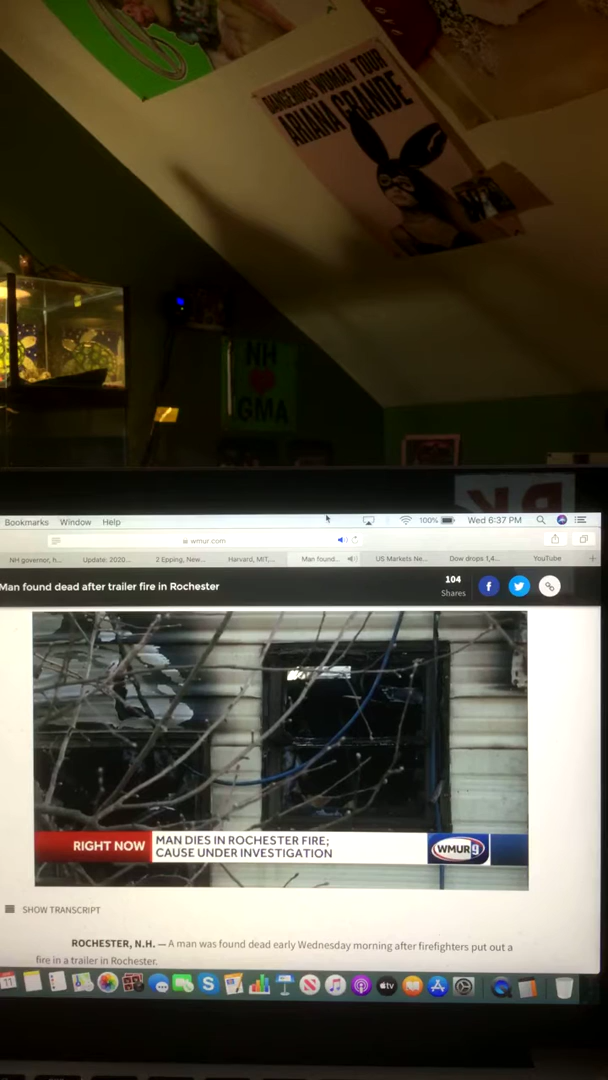 DANGEROUS WOMAN TOUR
ARIANA GRANDE
NH
GMA
Bookmarks Window Help
100% Wed 6:37 PM
wmur.com
NH governor, h... Update: 2020... 2 Epping, New... Harvard, MIT,... Man found... US Markets Ne... Dow drops 1,4... YouTube
Man found dead after trailer fire in Rochester
104
Shares
RIGHT NOW
MAN DIES IN ROCHESTER FIRE;
CAUSE UNDER INVESTIGATION
WMUR 9
SHOW TRANSCRIPT
ROCHESTER, N.H. — A man was found dead early Wednesday morning after firefighters put out a
fire in a trailer in Rochester.
11
tv